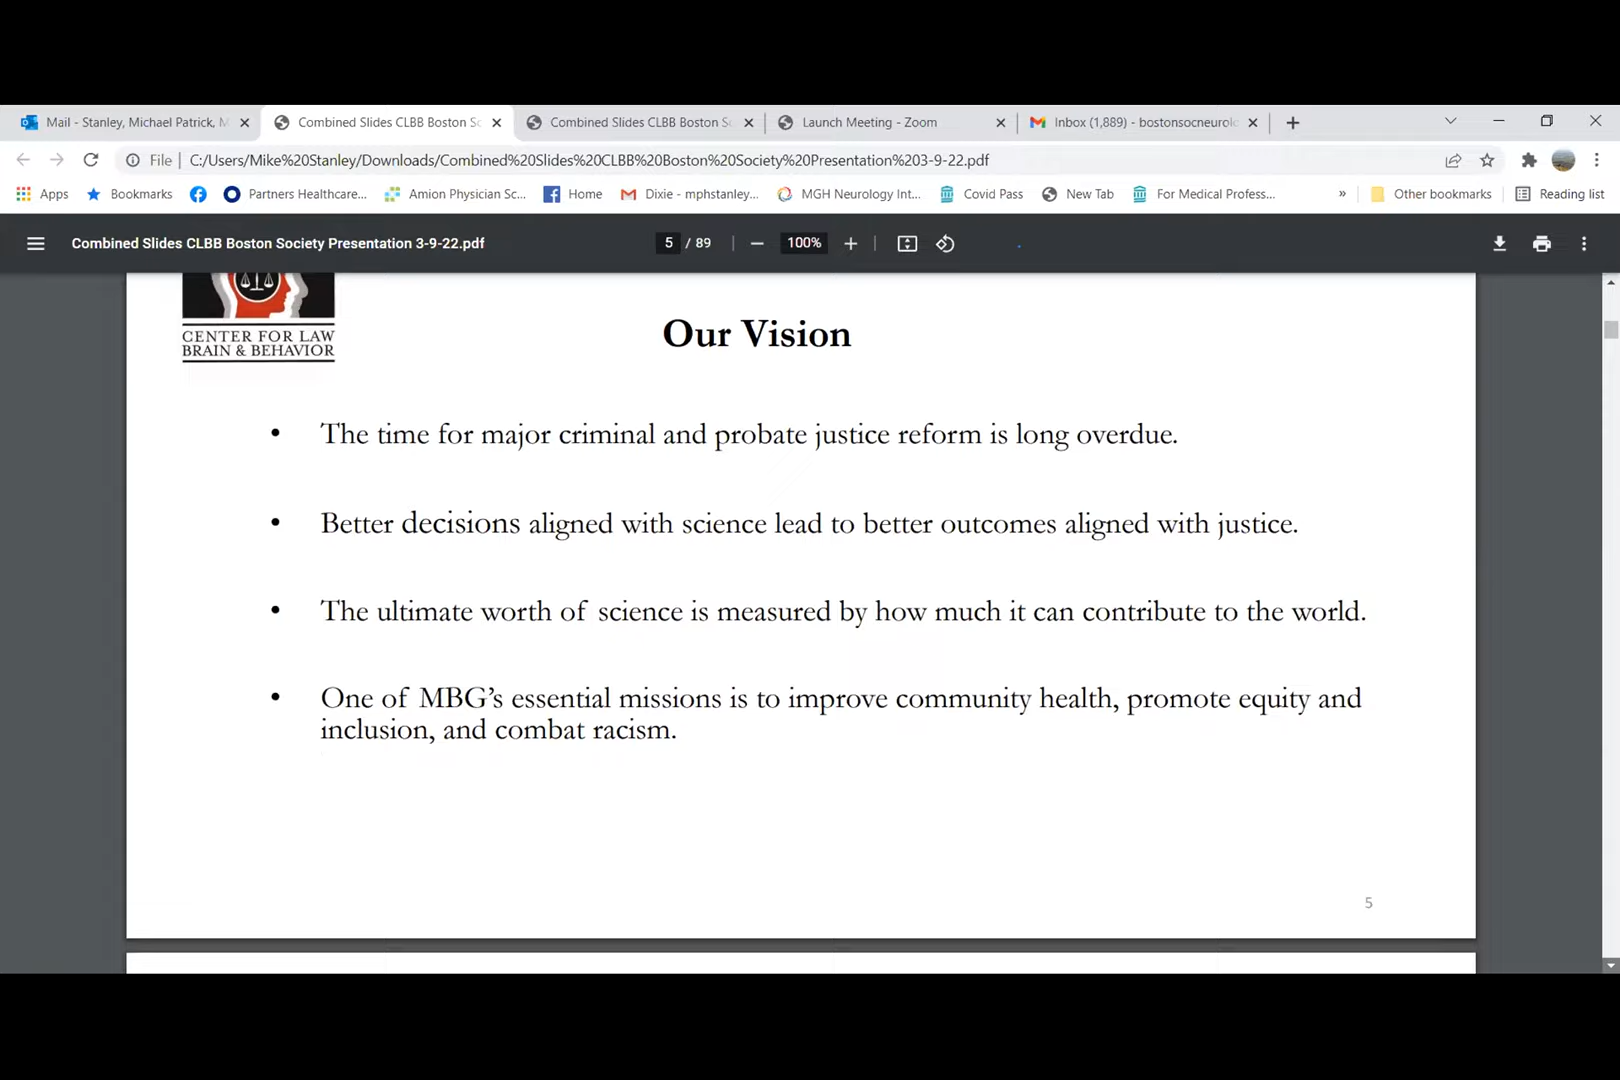 Mail - Stanley, Michael Patrick, M
Combined Slides CLBB Boston Sc
Combined Slides CLBB Boston Sc
Launch Meeting - Zoom
Inbox (1,889) - bostonsocneurolo
File
C:/Users/Mike%20Stanley/Downloads/Combined%20Slides%20CLBB%20Boston%20Society%20Presentation%203-9-22.pdf
Apps
Bookmarks
Partners Healthcare...
Amion Physician Sc...
Home
Dixie - mphstanley...
MGH Neurology Int...
Covid Pass
New Tab
For Medical Profess...
»
Other bookmarks
Reading list
Combined Slides CLBB Boston Society Presentation 3-9-22.pdf
5 / 89
100%
CENTER FOR LAW
BRAIN & BEHAVIOR
Our Vision
• The time for major criminal and probate justice reform is long overdue.
• Better decisions aligned with science lead to better outcomes aligned with justice.
• The ultimate worth of science is measured by how much it can contribute to the world.
• One of MBG’s essential missions is to improve community health, promote equity and
inclusion, and combat racism.
5